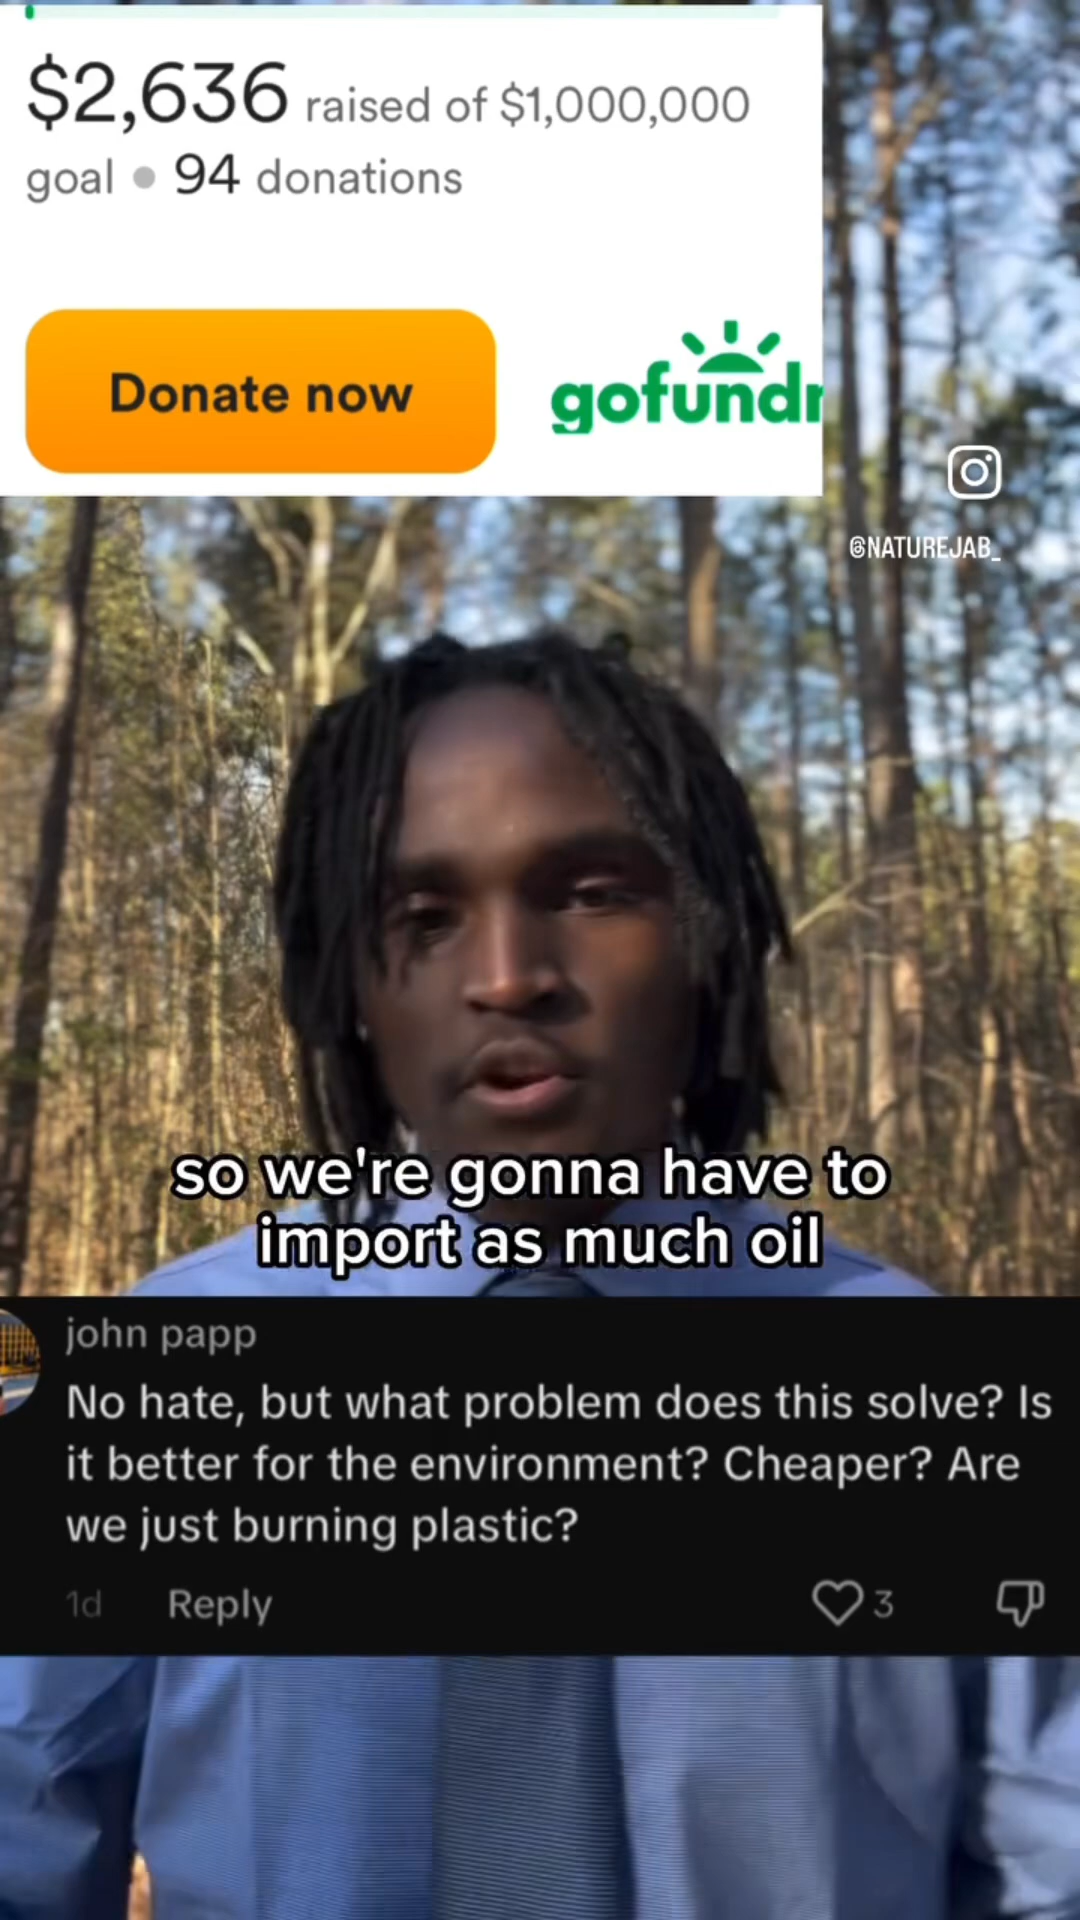 $2,636 raised of $1,000,000
goal • 94 donations
Donate now
gofundr
@NATUREJAB_
so we're gonna have to
import as much oil
john papp
No hate, but what problem does this solve? Is
it better for the environment? Cheaper? Are
we just burning plastic?
1d Reply 3